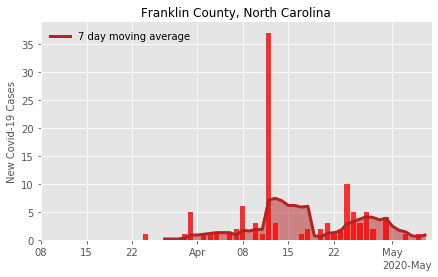 Franklin County, North Carolina
7 day moving average
New Covid-19 Cases
35
30
25
20
15
10
5
0
08 15 22 Apr 08 15 22 May
2020-May